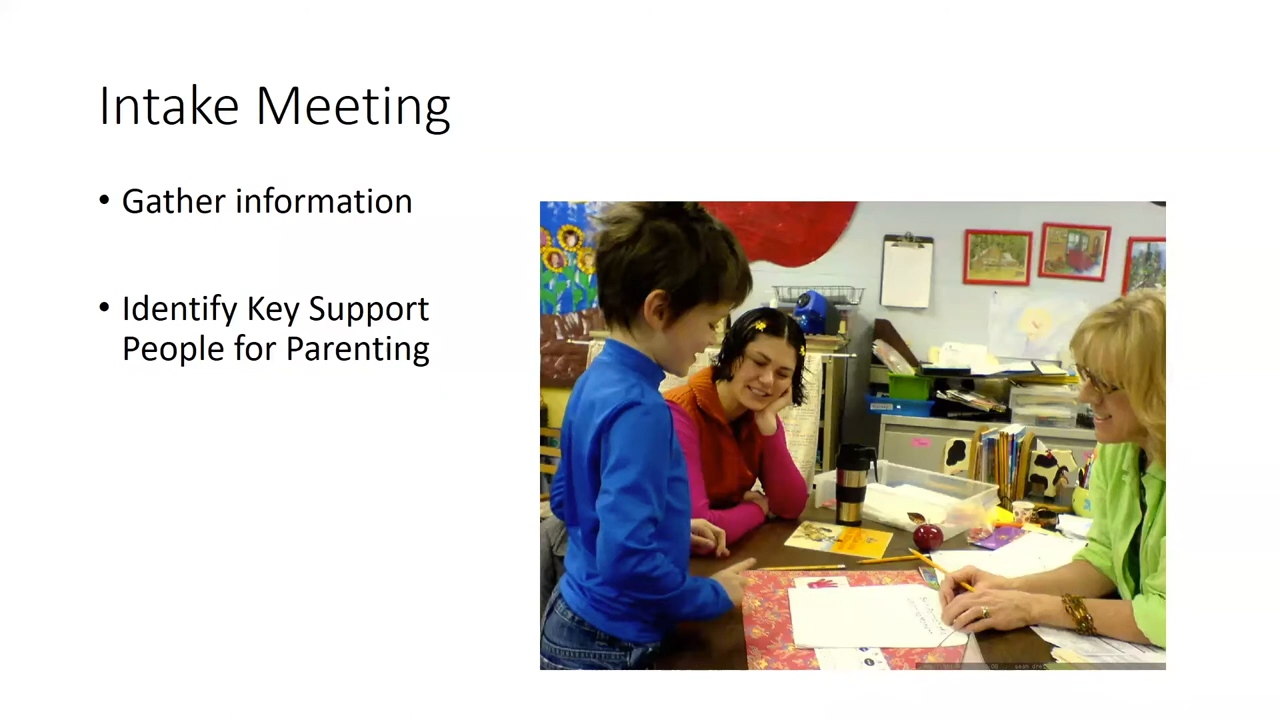 Intake Meeting
• Gather information
• Identify Key Support
People for Parenting